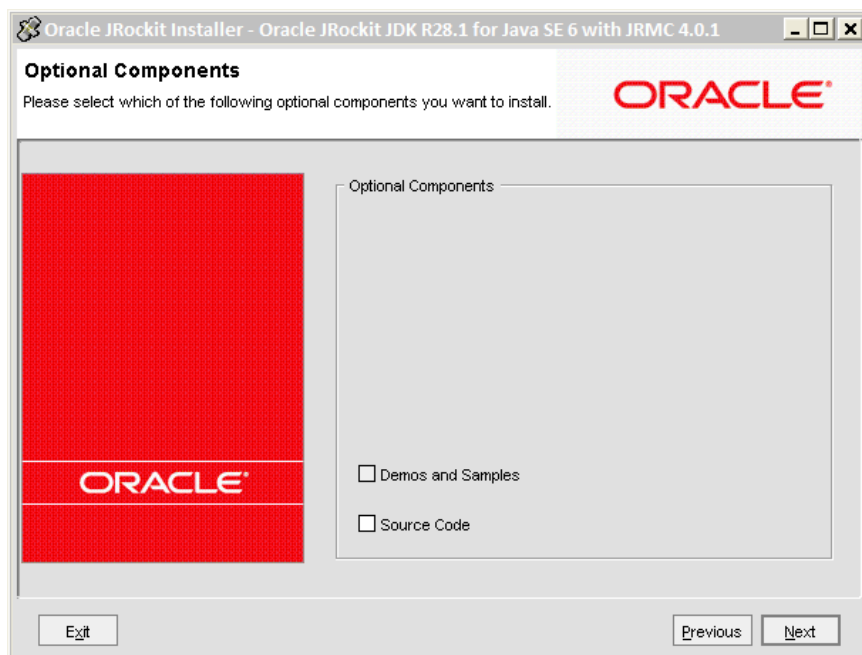 Oracle JRockit Installer - Oracle JRockit JDK R28.1 for Java SE 6 with JRMC 4.0.1
Optional Components
Please select which of the following optional components you want to install.
ORACLE
Optional Components
ORACLE
Demos and Samples
Source Code
Exit
Previous
Next